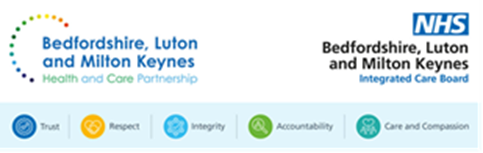 Bedfordshire, Luton
and Milton Keynes
Health and Care Partnership
NHS
Bedfordshire, Luton
and Milton Keynes
Integrated Care Board
Trust
Respect
Integrity
Accountability
Care and Compassion